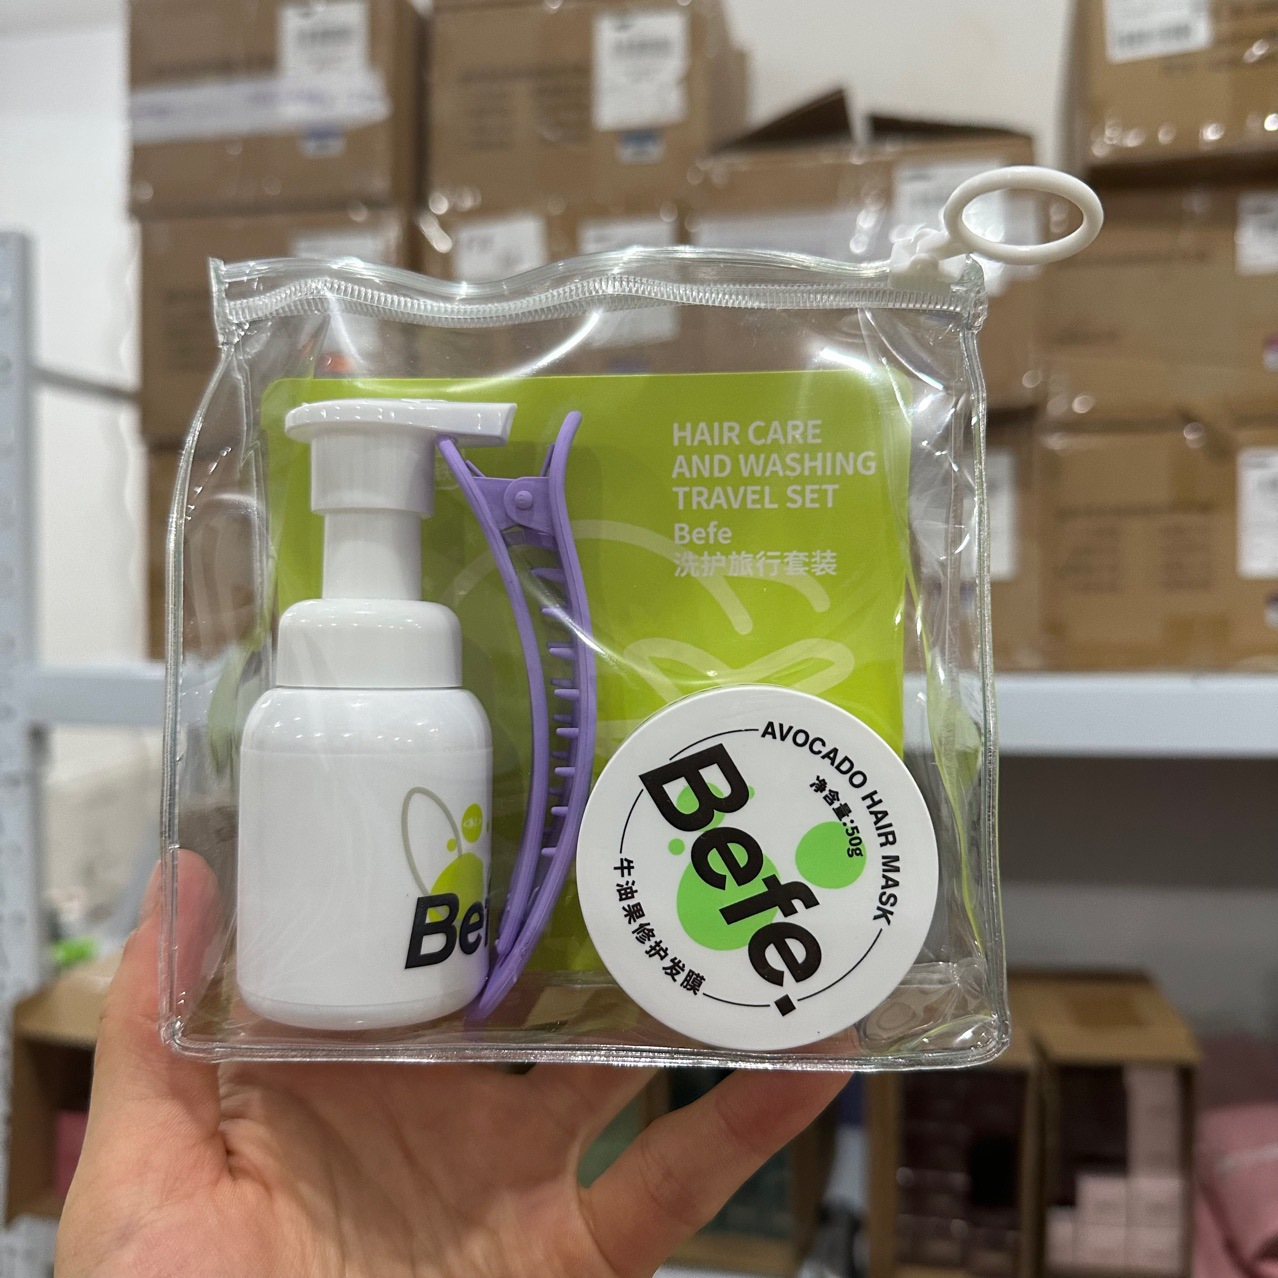 HAIR CARE
AND WASHING
TRAVEL SET
Befe
洗护旅行套装
AVOCADO HAIR MASK
净含量:50g
Befe.
牛油果修护发膜
Bef